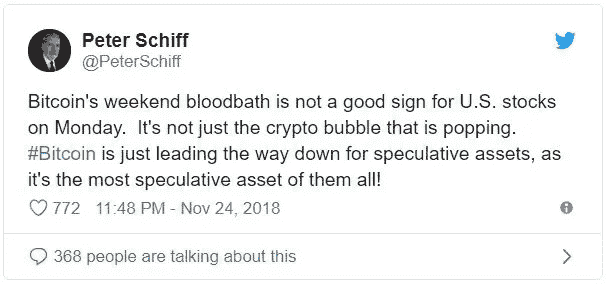 Peter Schiff
@PeterSchiff
Bitcoin's weekend bloodbath is not a good sign for U.S. stocks
on Monday.  It's not just the crypto bubble that is popping.
#Bitcoin is just leading the way down for speculative assets, as
it's the most speculative asset of them all!
772 11:48 PM - Nov 24, 2018
368 people are talking about this